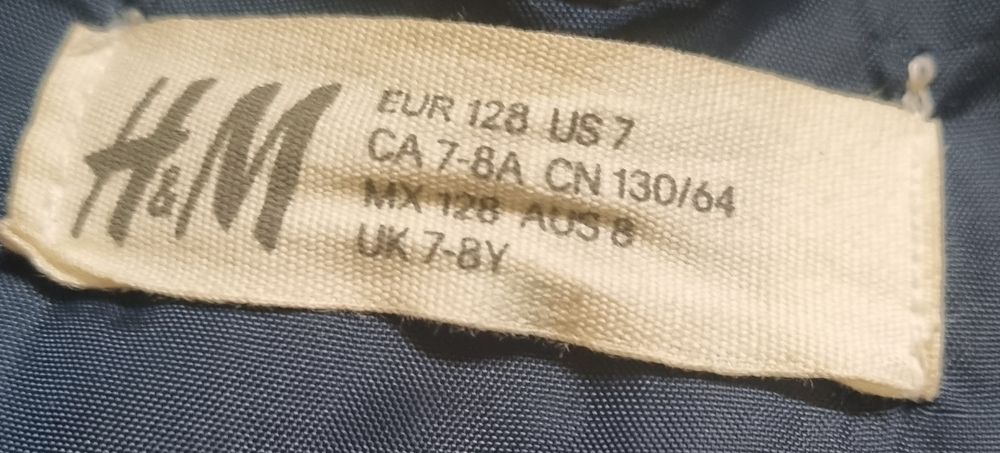 H&M
EUR 128 US 7
CA 7-8A CN 130/64
MX 128 AUS 8
UK 7-8Y